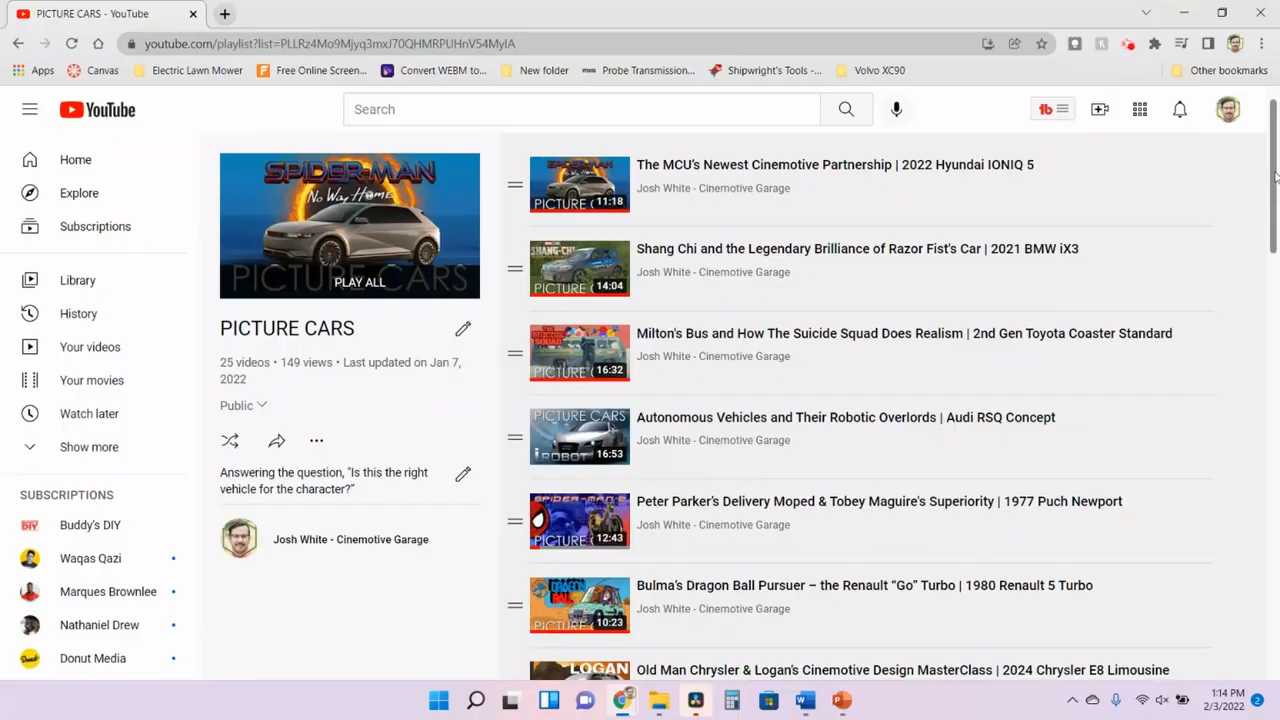 PICTURE CARS - YouTube
youtube.com/playlist?list=PLLRz4Mo9Mjyq3mxJ70QHMRPUHnV54MyIA
Apps Canvas Electric Lawn Mower Free Online Screen... Convert WEBM to... New folder Probe Transmission... Shipwright's Tools -... Volvo XC90 Other bookmarks
YouTube
Search
Home
Explore
Subscriptions
Library
History
Your videos
Your movies
Watch later
Show more
SUBSCRIPTIONS
Buddy's DIY
Waqas Qazi
Marques Brownlee
Nathaniel Drew
Donut Media
SPIDER-MAN
No Way Home
PICTURE CARS
PLAY ALL
PICTURE CARS
25 videos • 149 views • Last updated on Jan 7,
2022
Public
Answering the question, "Is this the right
vehicle for the character?"
Josh White - Cinemotive Garage
The MCU's Newest Cinemotive Partnership | 2022 Hyundai IONIQ 5
Josh White - Cinemotive Garage
11:18
Shang Chi and the Legendary Brilliance of Razor Fist's Car | 2021 BMW iX3
Josh White - Cinemotive Garage
14:04
Milton's Bus and How The Suicide Squad Does Realism | 2nd Gen Toyota Coaster Standard
Josh White - Cinemotive Garage
16:32
Autonomous Vehicles and Their Robotic Overlords | Audi RSQ Concept
Josh White - Cinemotive Garage
PICTURE CARS
I ROBOT
16:53
Peter Parker's Delivery Moped & Tobey Maguire's Superiority | 1977 Puch Newport
Josh White - Cinemotive Garage
12:43
Bulma's Dragon Ball Pursuer – the Renault "Go" Turbo | 1980 Renault 5 Turbo
Josh White - Cinemotive Garage
10:23
Old Man Chrysler & Logan's Cinemotive Design MasterClass | 2024 Chrysler E8 Limousine
LOGAN
1:14 PM
2/3/2022
2